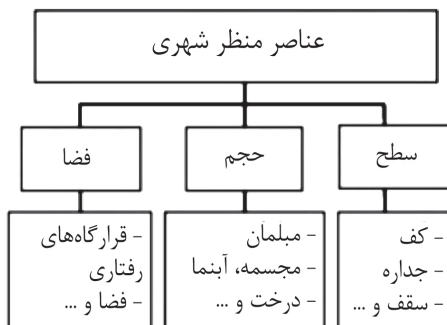 عناصر منظر شهری
سطح
حجم
فضا
- کف
- جداره
- سقف و ...
- مبلمان
- مجسمه، آبنما
- درخت و ...
- قرارگاه‌های
رفتاری
- فضا و ...